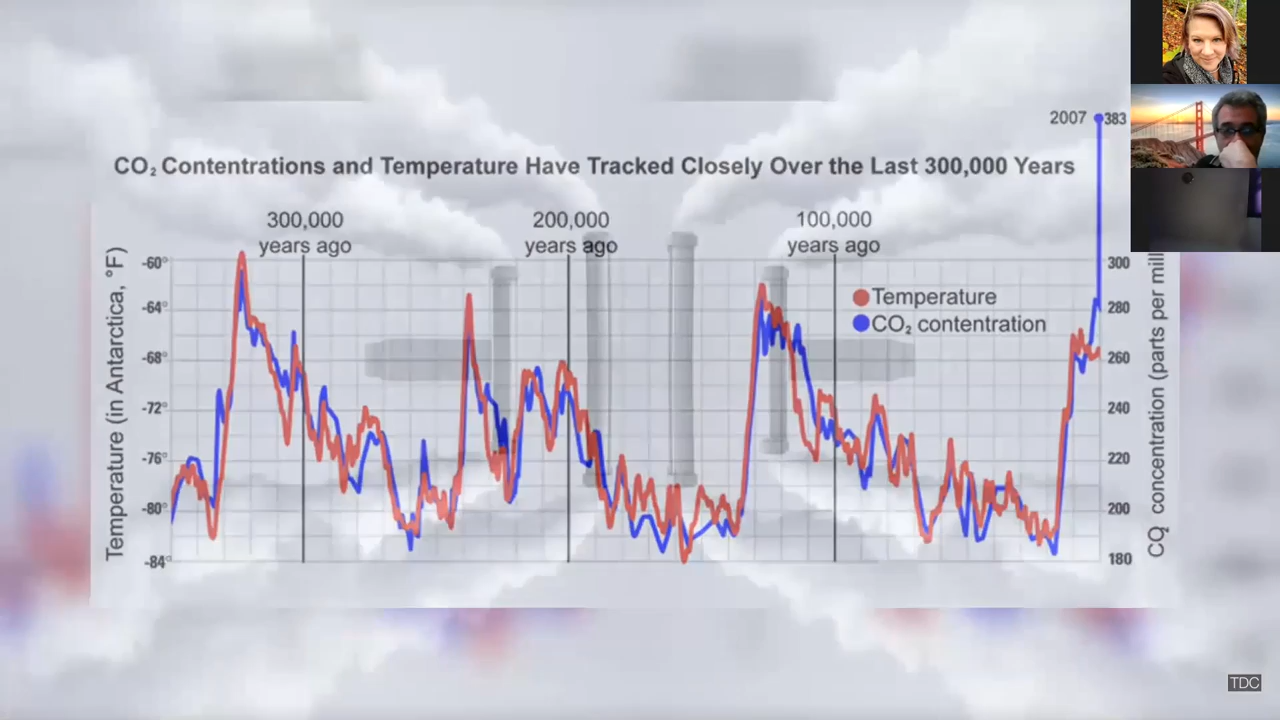 2007
383
CO₂ Contentrations and Temperature Have Tracked Closely Over the Last 300,000 Years
300,000
years ago
200,000
years ago
100,000
years ago
Temperature (in Antarctica, °F)
-60°
-64°
-68°
-72°
-76°
-80°
-84°
Temperature
CO₂ contentration
300
280
260
240
220
200
180
CO₂ concentration (parts per
TDC